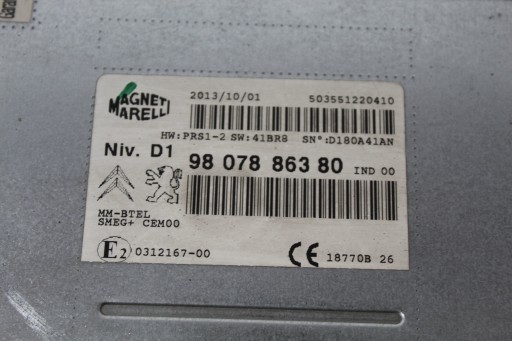 MAGNETI
MARELLI
2013/10/01 503551220410
HW:PRS1-2 SW:41BR8 SN°:D180A41AN
Niv. D1 98 078 863 80 IND 00
MM-BTEL
SMEG+ CEM00
E2 0312167-00 CE 18770B 26